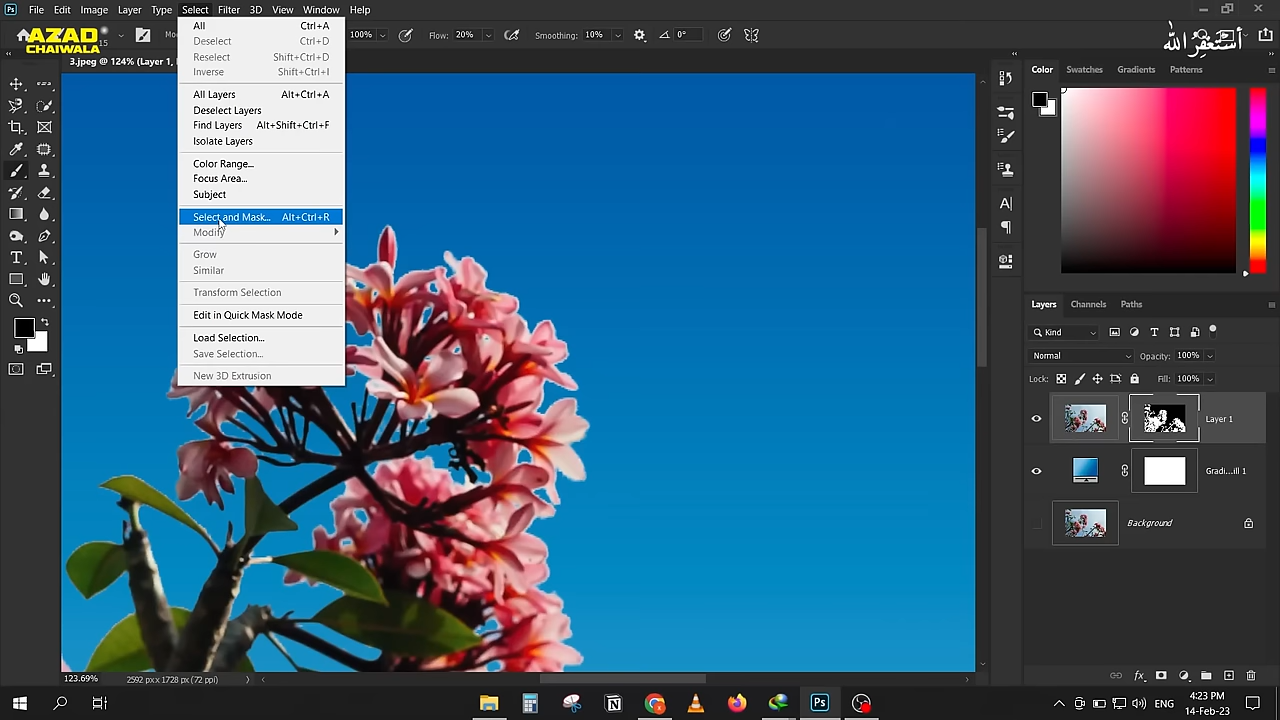 File Edit Image Layer Type Select Filter 3D View Window Help
AZAD
CHAIWALA
15
Mo
100%
Flow: 20%
Smoothing: 10%
0°
أستغفر الله
3.jpeg @ 124% (Layer 1,
All Ctrl+A
Deselect Ctrl+D
Reselect Shift+Ctrl+D
Inverse Shift+Ctrl+I
All Layers Alt+Ctrl+A
Deselect Layers
Find Layers Alt+Shift+Ctrl+F
Isolate Layers
Color Range...
Focus Area...
Subject
Select and Mask... Alt+Ctrl+R
Modify
Grow
Similar
Transform Selection
Edit in Quick Mask Mode
Load Selection...
Save Selection...
New 3D Extrusion
Color Swatches Gradients Patterns
Layers Channels Paths
Kind
Normal Opacity: 100%
Lock: Fill: 100%
Layer 1
Gradi...ill 1
Background
123.69% 2592 px x 1728 px (72 ppi)
Ps
ENG
4:23 PM
14-Feb-23